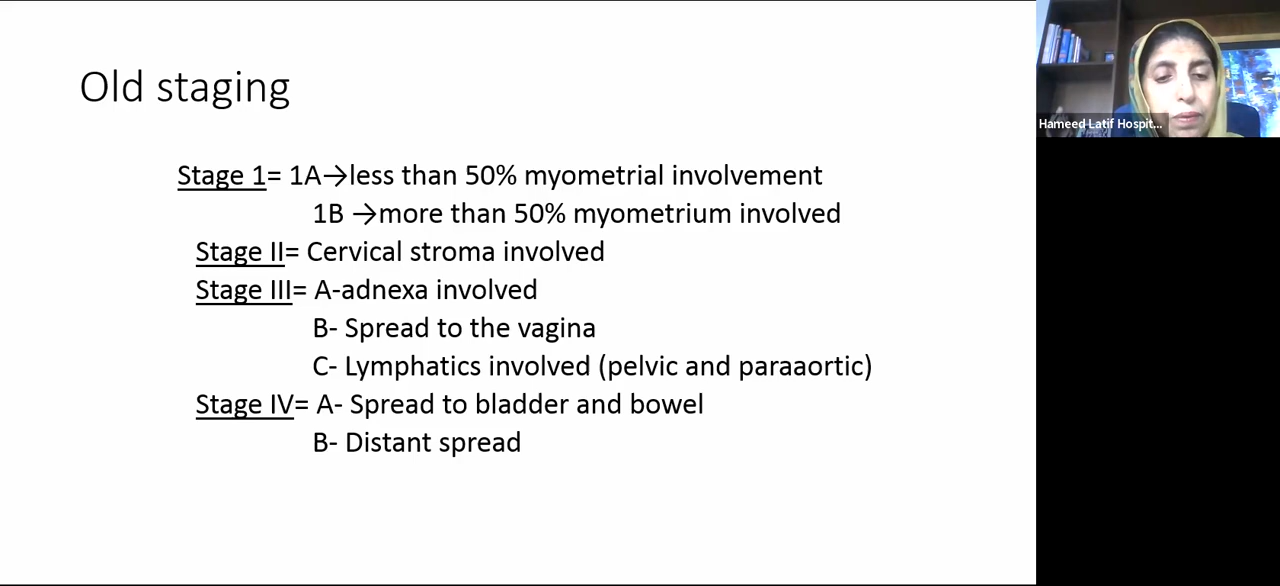 Old staging
Stage 1= 1A→less than 50% myometrial involvement
1B →more than 50% myometrium involved
Stage II= Cervical stroma involved
Stage III= A-adnexa involved
B- Spread to the vagina
C- Lymphatics involved (pelvic and paraaortic)
Stage IV= A- Spread to bladder and bowel
B- Distant spread
Hameed Latif Hospit...